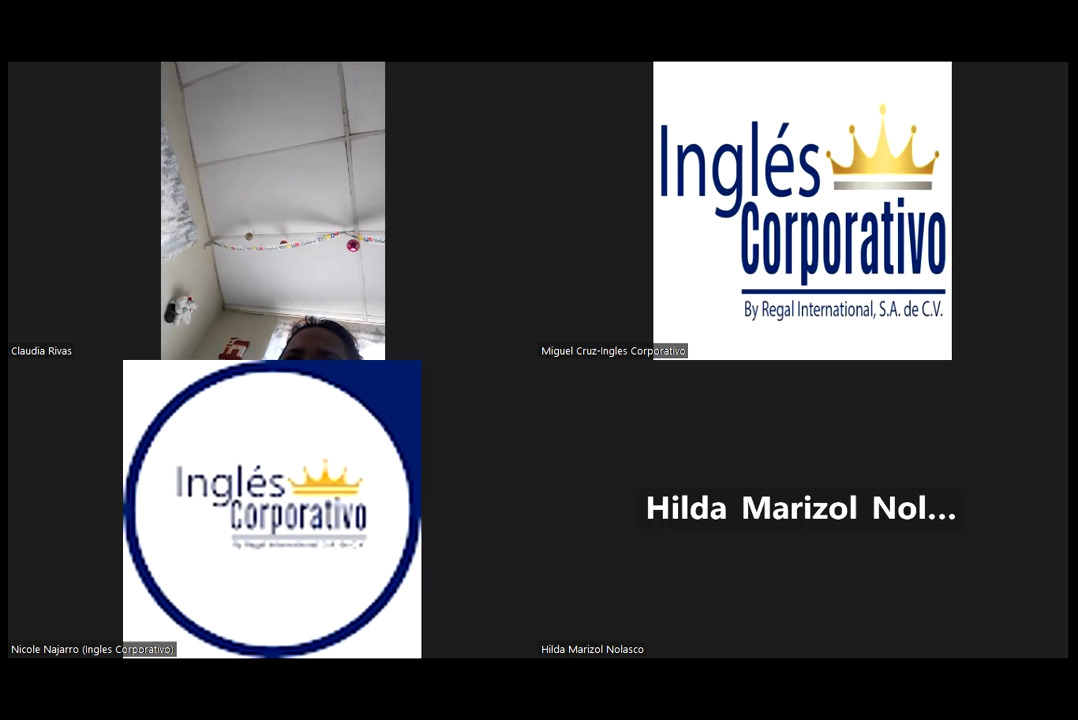 Inglés
Corporativo
By Regal International, S.A. de C.V.
Claudia Rivas
Miguel Cruz-Ingles Corporativo
Inglés
Corporativo
Hilda Marizol Nol...
Nicole Najarro (Ingles Corporativo)
Hilda Marizol Nolasco